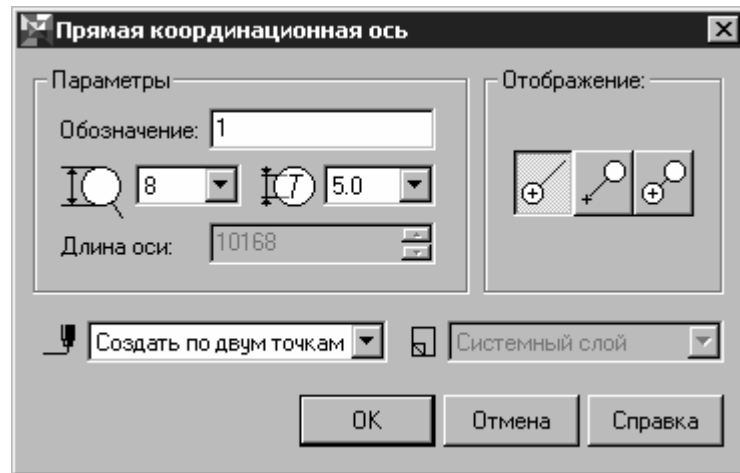 Прямая координационная ось
Параметры
Отображение:
Обозначение: 1
8 5.0
Длина оси: 10168
Создать по двум точкам Системный слой
OK Отмена Справка